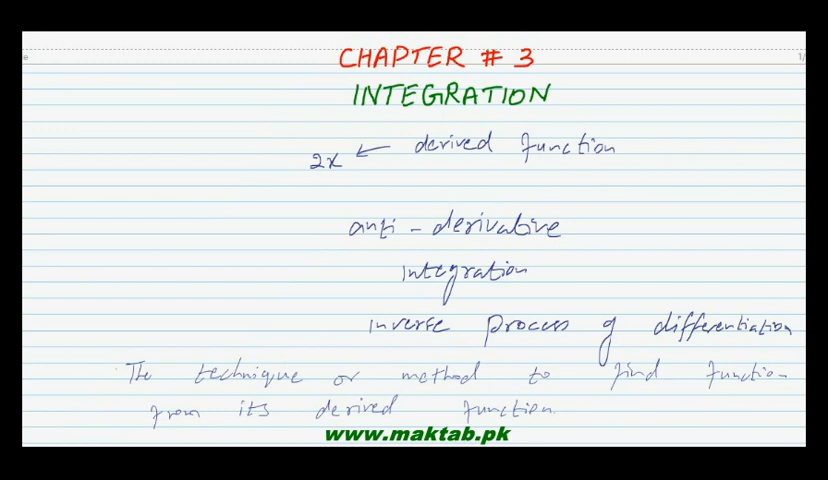 CHAPTER # 3
INTEGRATION
2x ← derived function
anti-derivative
integration
inverse process of differentiation
The technique or method to find function
from its derived function.
www.maktab.pk